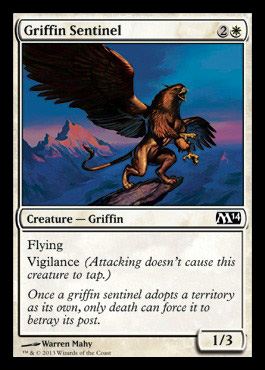 Griffin Sentinel 2
Creature — Griffin M14
Flying
Vigilance (Attacking doesn't cause this
creature to tap.)
Once a griffin sentinel adopts a territory
as its own, only death can force it to
betray its post.
Warren Mahy
™ & © 2013 Wizards of the Coast 1/3